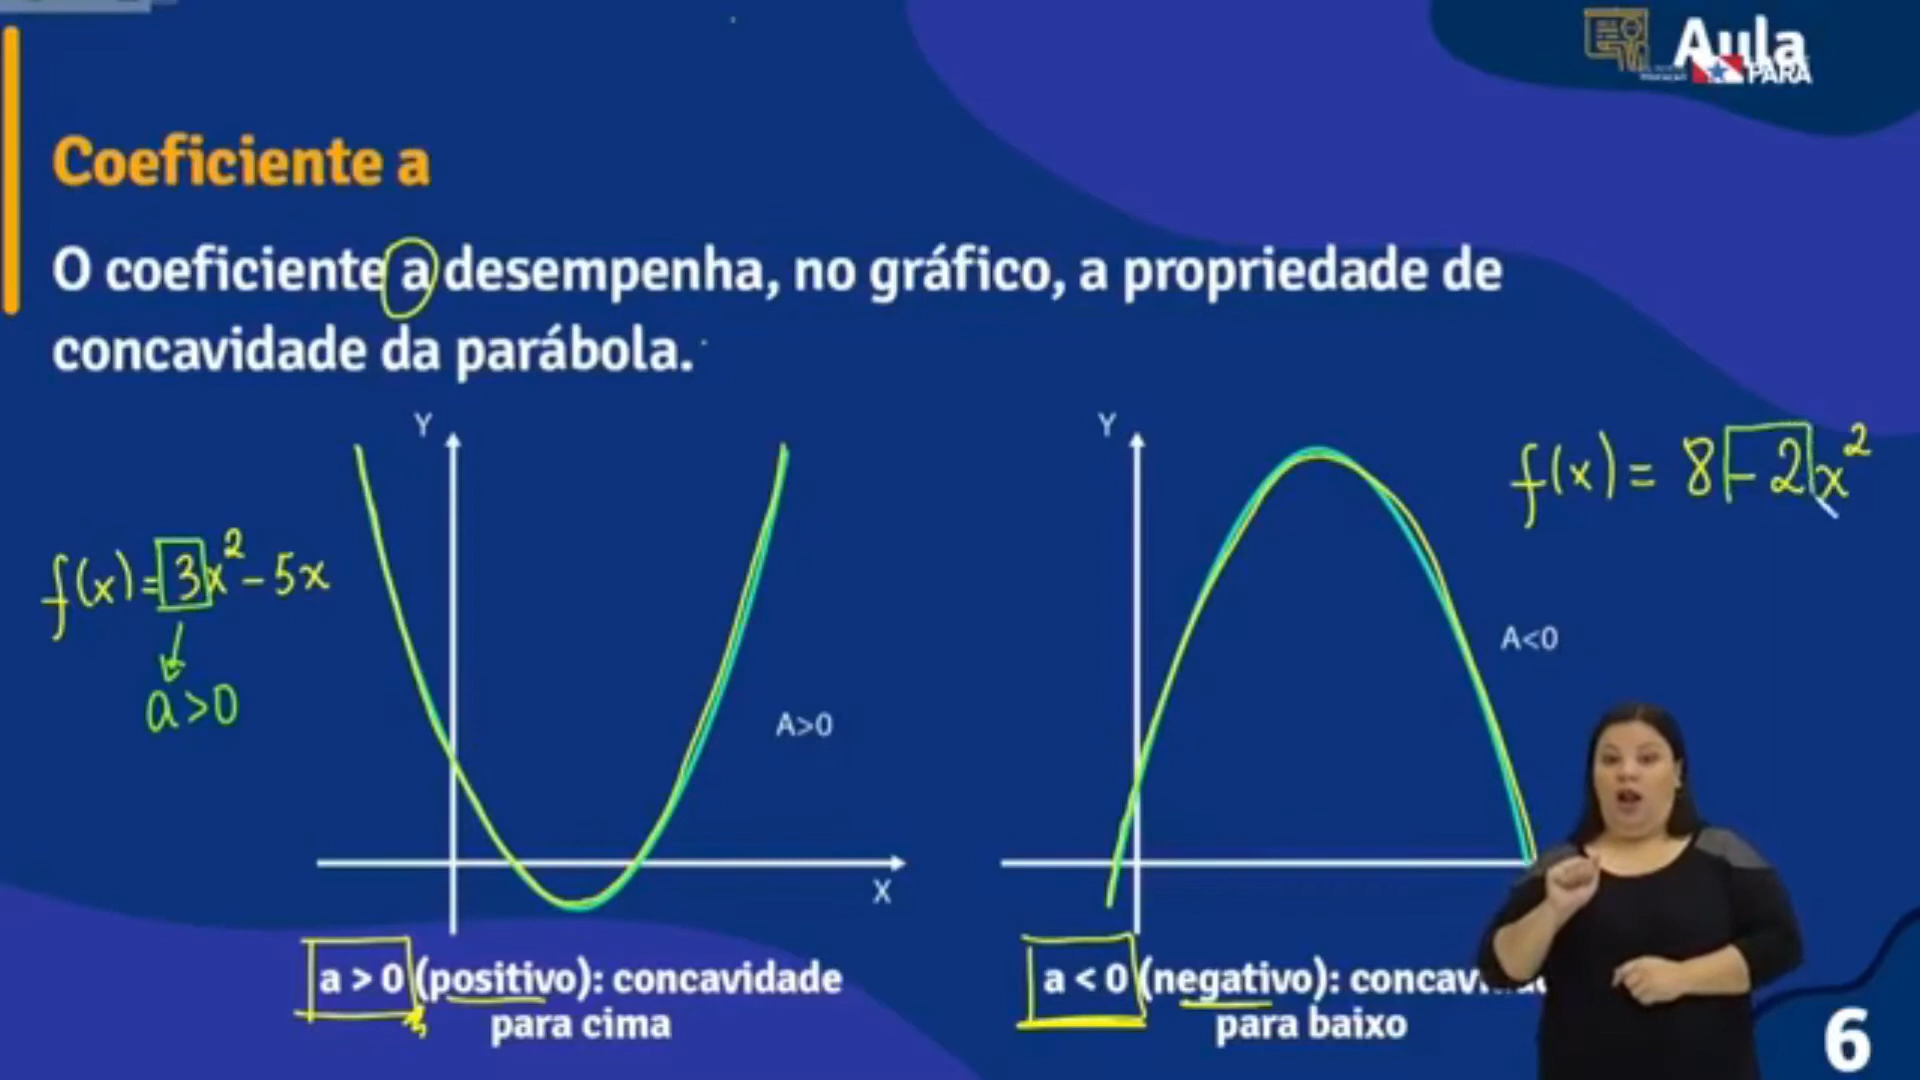 Aula
PARÁ
Coeficiente a
O coeficiente a desempenha, no gráfico, a propriedade de
concavidade da parábola.
Y
Y
f(x) = 8 - 2x²
f(x) = 3x² - 5x
a > 0
A<0
A>0
X
a > 0 (positivo): concavidade
para cima
a < 0 (negativo):
para baixo
6